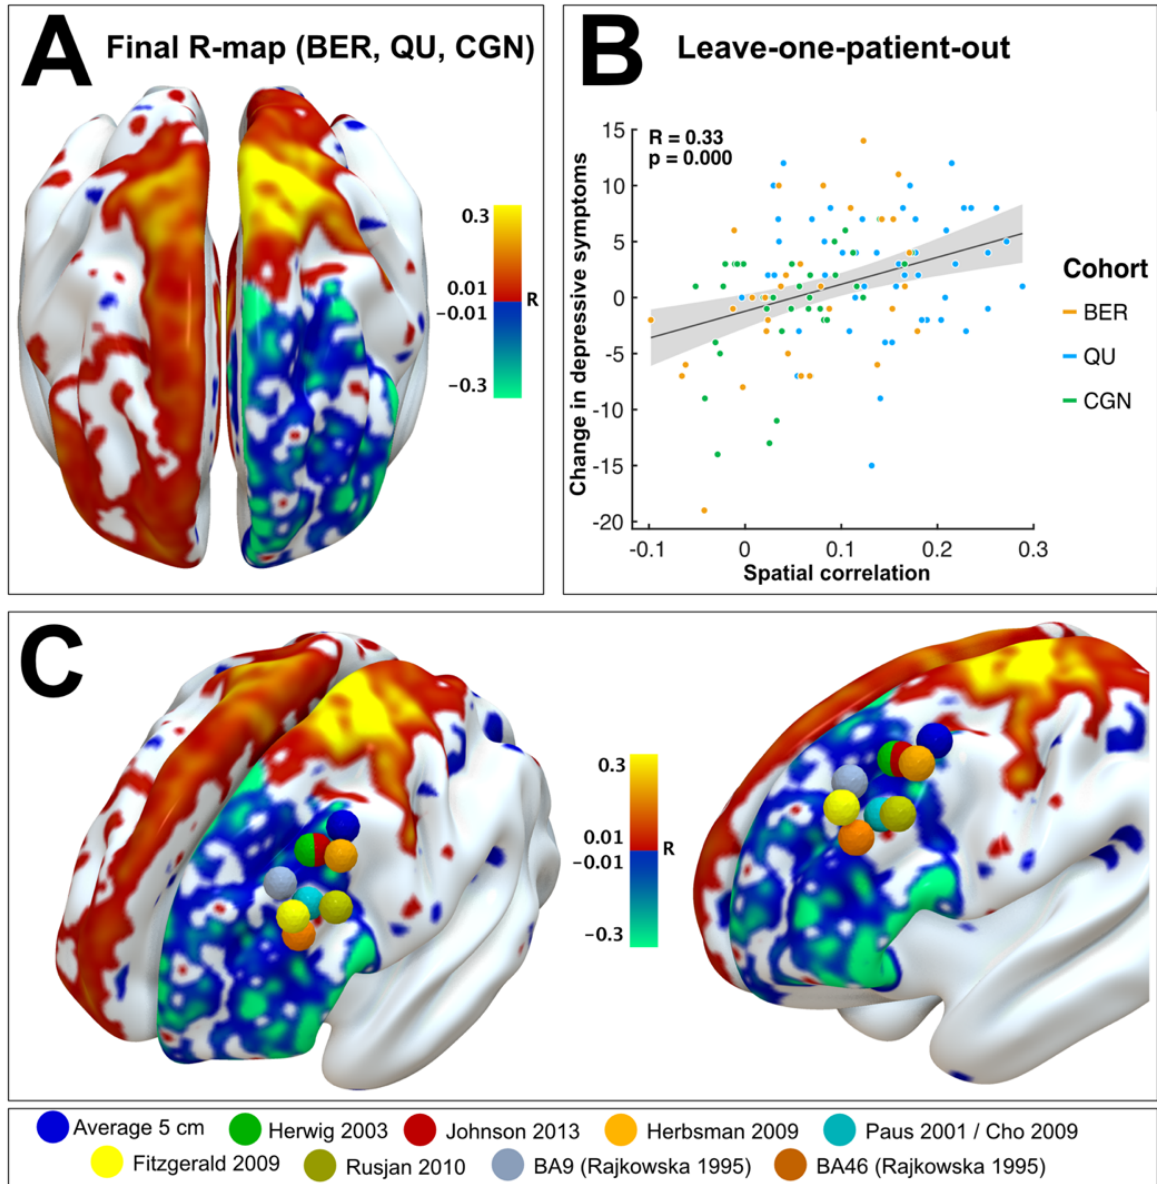 A
Final R-map (BER, QU, CGN)
0.3
0.01
-0.01
R
-0.3
B
Leave-one-patient-out
R = 0.33
p = 0.000
Change in depressive symptoms
15
10
5
0
-5
-10
-15
-20
-0.1 0 0.1 0.2 0.3
Spatial correlation
Cohort
BER
QU
CGN
C
0.3
0.01
-0.01
R
-0.3
Average 5 cm Herwig 2003 Johnson 2013 Herbsman 2009 Paus 2001 / Cho 2009
Fitzgerald 2009 Rusjan 2010 BA9 (Rajkowska 1995) BA46 (Rajkowska 1995)